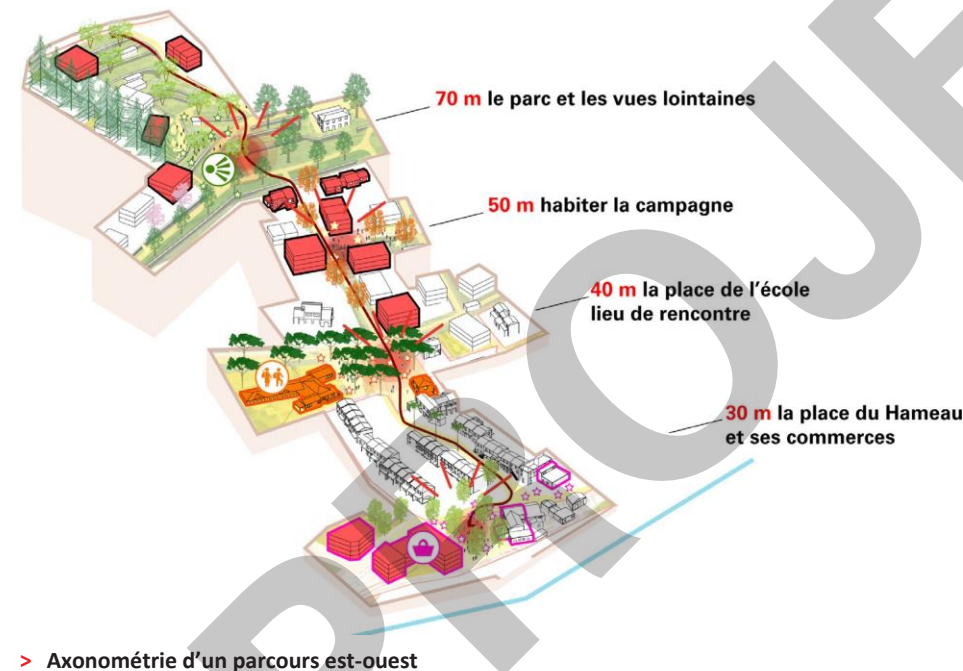 70 m le parc et les vues lointaines
50 m habiter la campagne
40 m la place de l'école
lieu de rencontre
30 m la place du Hameau
et ses commerces
> Axonométrie d'un parcours est-ouest